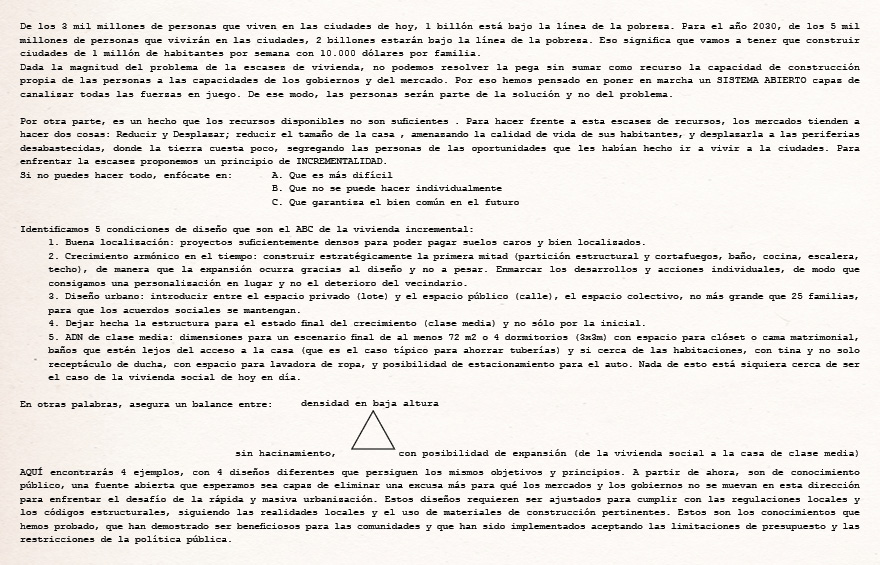 De los 3 mil millones de personas que viven en las ciudades de hoy, 1 billón está bajo la línea de la pobreza. Para el año 2030, de los 5 mil
millones de personas que vivirán en las ciudades, 2 billones estarán bajo la línea de la pobreza. Eso significa que vamos a tener que construir
ciudades de 1 millón de habitantes por semana con 10.000 dólares por familia.
Dada la magnitud del problema de la escasez de vivienda, no podemos resolver la pega sin sumar como recurso la capacidad de construcción
propia de las personas a las capacidades de los gobiernos y del mercado. Por eso hemos pensado en poner en marcha un SISTEMA ABIERTO capaz de
canalizar todas las fuerzas en juego. De ese modo, las personas serán parte de la solución y no del problema.
Por otra parte, es un hecho que los recursos disponibles no son suficientes . Para hacer frente a esta escasez de recursos, los mercados tienden a
hacer dos cosas: Reducir y Desplazar; reducir el tamaño de la casa , amenazando la calidad de vida de sus habitantes, y desplazarla a las periferias
desabastecidas, donde la tierra cuesta poco, segregando las personas de las oportunidades que les habían hecho ir a vivir a la ciudades. Para
enfrentar la escasez proponemos un principio de INCREMENTALIDAD.
Si no puedes hacer todo, enfócate en: A. Que es más difícil
B. Que no se puede hacer individualmente
C. Que garantiza el bien común en el futuro
Identificamos 5 condiciones de diseño que son el ABC de la vivienda incremental:
1. Buena localización: proyectos suficientemente densos para poder pagar suelos caros y bien localizados.
2. Crecimiento armónico en el tiempo: construir estratégicamente la primera mitad (partición estructural y cortafuegos, baño, cocina, escalera,
techo), de manera que la expansión ocurra gracias al diseño y no a pesar. Enmarcar los desarrollos y acciones individuales, de modo que
consigamos una personalización en lugar y no el deterioro del vecindario.
3. Diseño urbano: introducir entre el espacio privado (lote) y el espacio público (calle), el espacio colectivo, no más grande que 25 familias,
para que los acuerdos sociales se mantengan.
4. Dejar hecha la estructura para el estado final del crecimiento (clase media) y no sólo por la inicial.
5. ADN de clase media: dimensiones para un escenario final de al menos 72 m2 o 4 dormitorios (3x3m) con espacio para clóset o cama matrimonial,
baños que estén lejos del acceso a la casa (que es el caso típico para ahorrar tuberías) y si cerca de las habitaciones, con tina y no solo
receptáculo de ducha, con espacio para lavadora de ropa, y posibilidad de estacionamiento para el auto. Nada de esto está siquiera cerca de ser
el caso de la vivienda social de hoy en día.
En otras palabras, asegura un balance entre: densidad en baja altura
sin hacinamiento, con posibilidad de expansión (de la vivienda social a la casa de clase media)
AQUÍ encontrarás 4 ejemplos, con 4 diseños diferentes que persiguen los mismos objetivos y principios. A partir de ahora, son de conocimiento
público, una fuente abierta que esperamos sea capaz de eliminar una excusa más para qué los mercados y los gobiernos no se muevan en esta dirección
para enfrentar el desafío de la rápida y masiva urbanización. Estos diseños requieren ser ajustados para cumplir con las regulaciones locales y
los códigos estructurales, siguiendo las realidades locales y el uso de materiales de construcción pertinentes. Estos son los conocimientos que
hemos probado, que han demostrado ser beneficiosos para las comunidades y que han sido implementados aceptando las limitaciones de presupuesto y las
restricciones de la política pública.